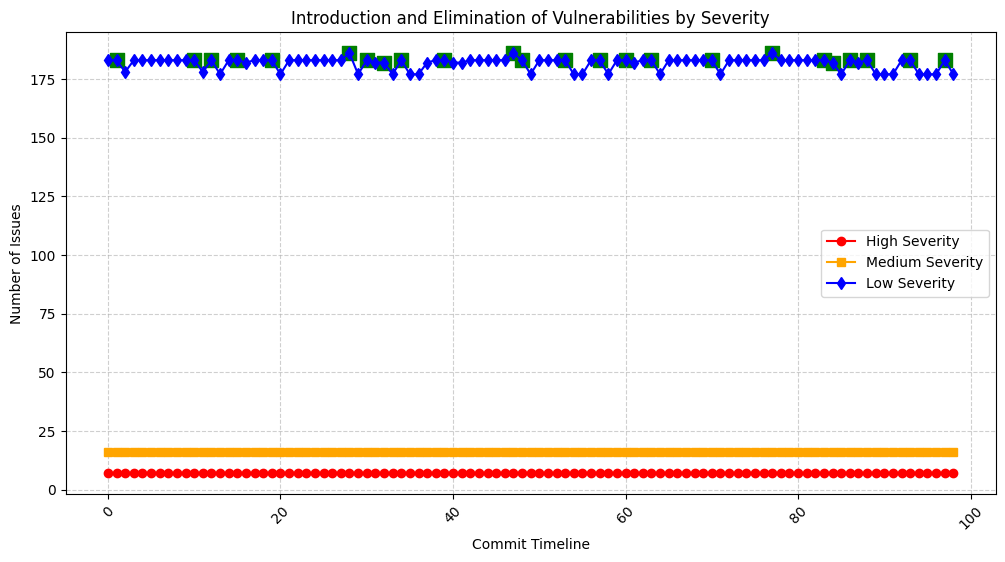 Introduction and Elimination of Vulnerabilities by Severity
Number of Issues
175
150
125
100
75
50
25
0
High Severity
Medium Severity
Low Severity
0
20
40
60
80
100
Commit Timeline